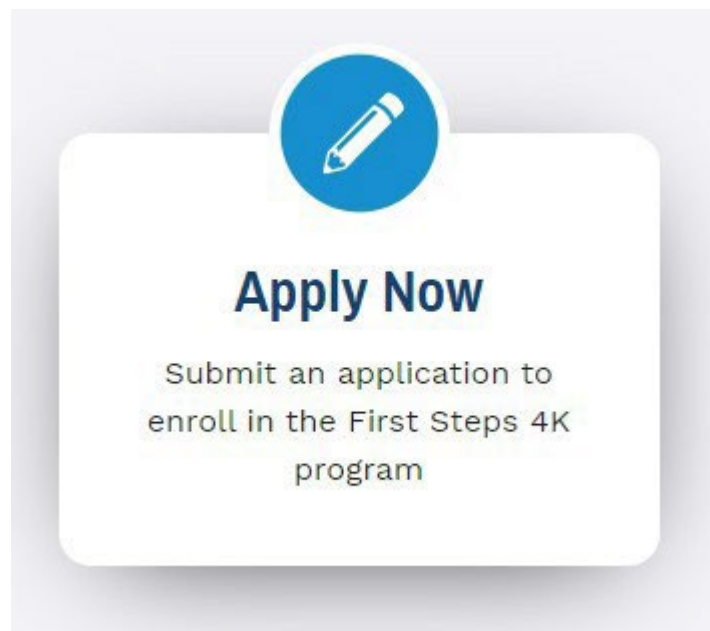 Apply Now
Submit an application to
enroll in the First Steps 4K
program